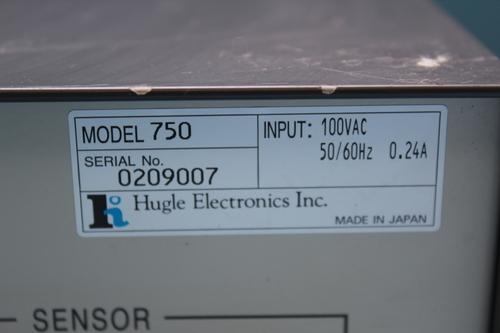 MODEL 750
INPUT: 100VAC
50/60Hz 0.24A
SERIAL No.
0209007
Hugle Electronics Inc.
MADE IN JAPAN
SENSOR